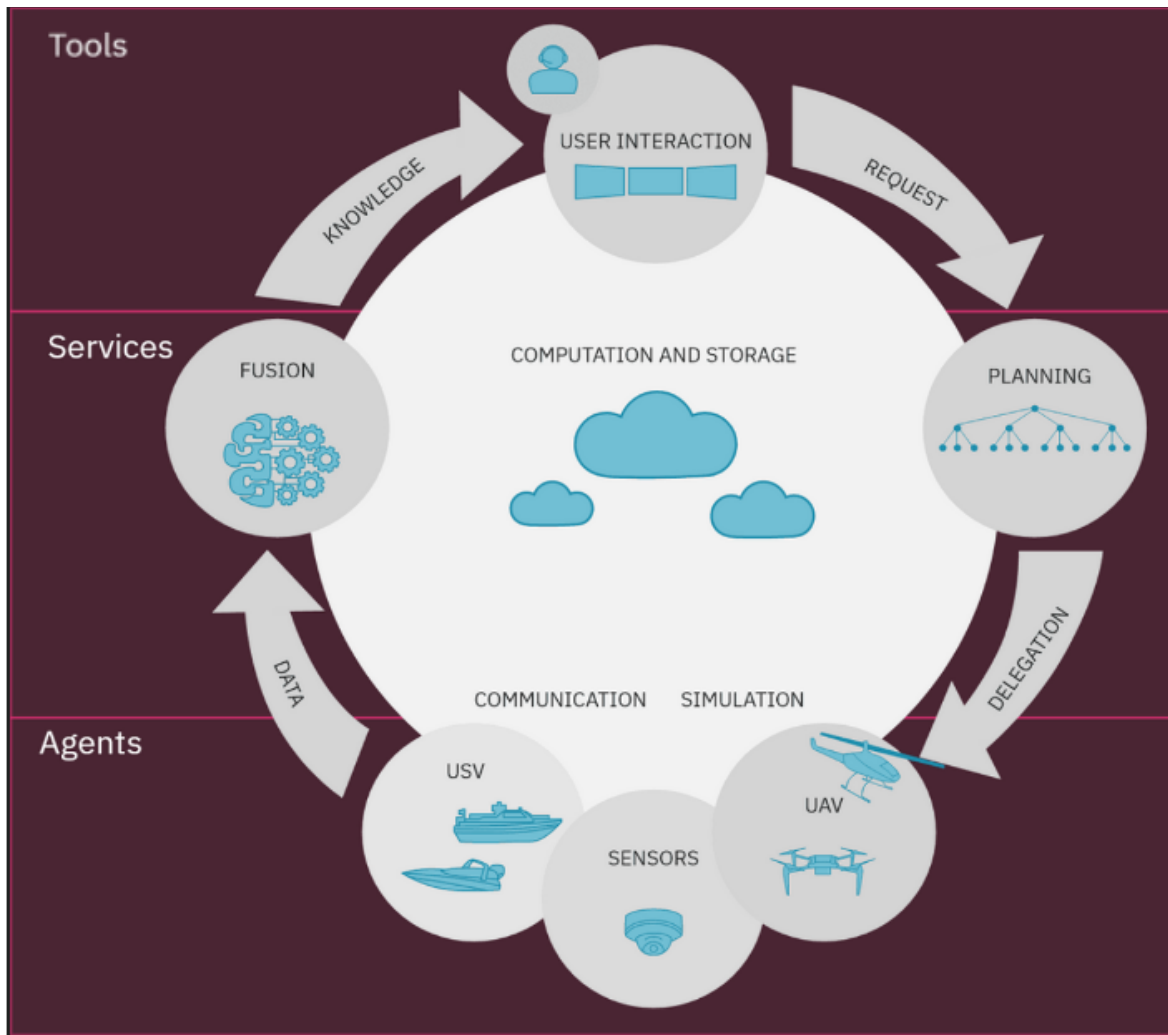 Tools
USER INTERACTION
KNOWLEDGE
REQUEST
Services
FUSION
COMPUTATION AND STORAGE
PLANNING
DATA
COMMUNICATION
SIMULATION
DELEGATION
Agents
USV
SENSORS
UAV